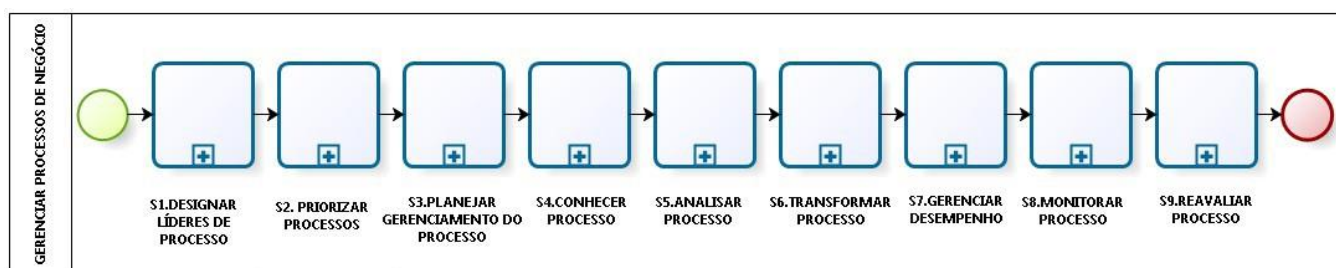 GERENCIAR PROCESSOS DE NEGÓCIO
S1.DESIGNAR
LÍDERES DE
PROCESSO
S2. PRIORIZAR
PROCESSOS
S3.PLANEJAR
GERENCIAMENTO DO
PROCESSO
S4.CONHECER
PROCESSO
S5.ANALISAR
PROCESSO
S6.TRANSFORMAR
PROCESSO
S7.GERENCIAR
DESEMPENHO
S8.MONITORAR
PROCESSO
S9.REAVALIAR
PROCESSO